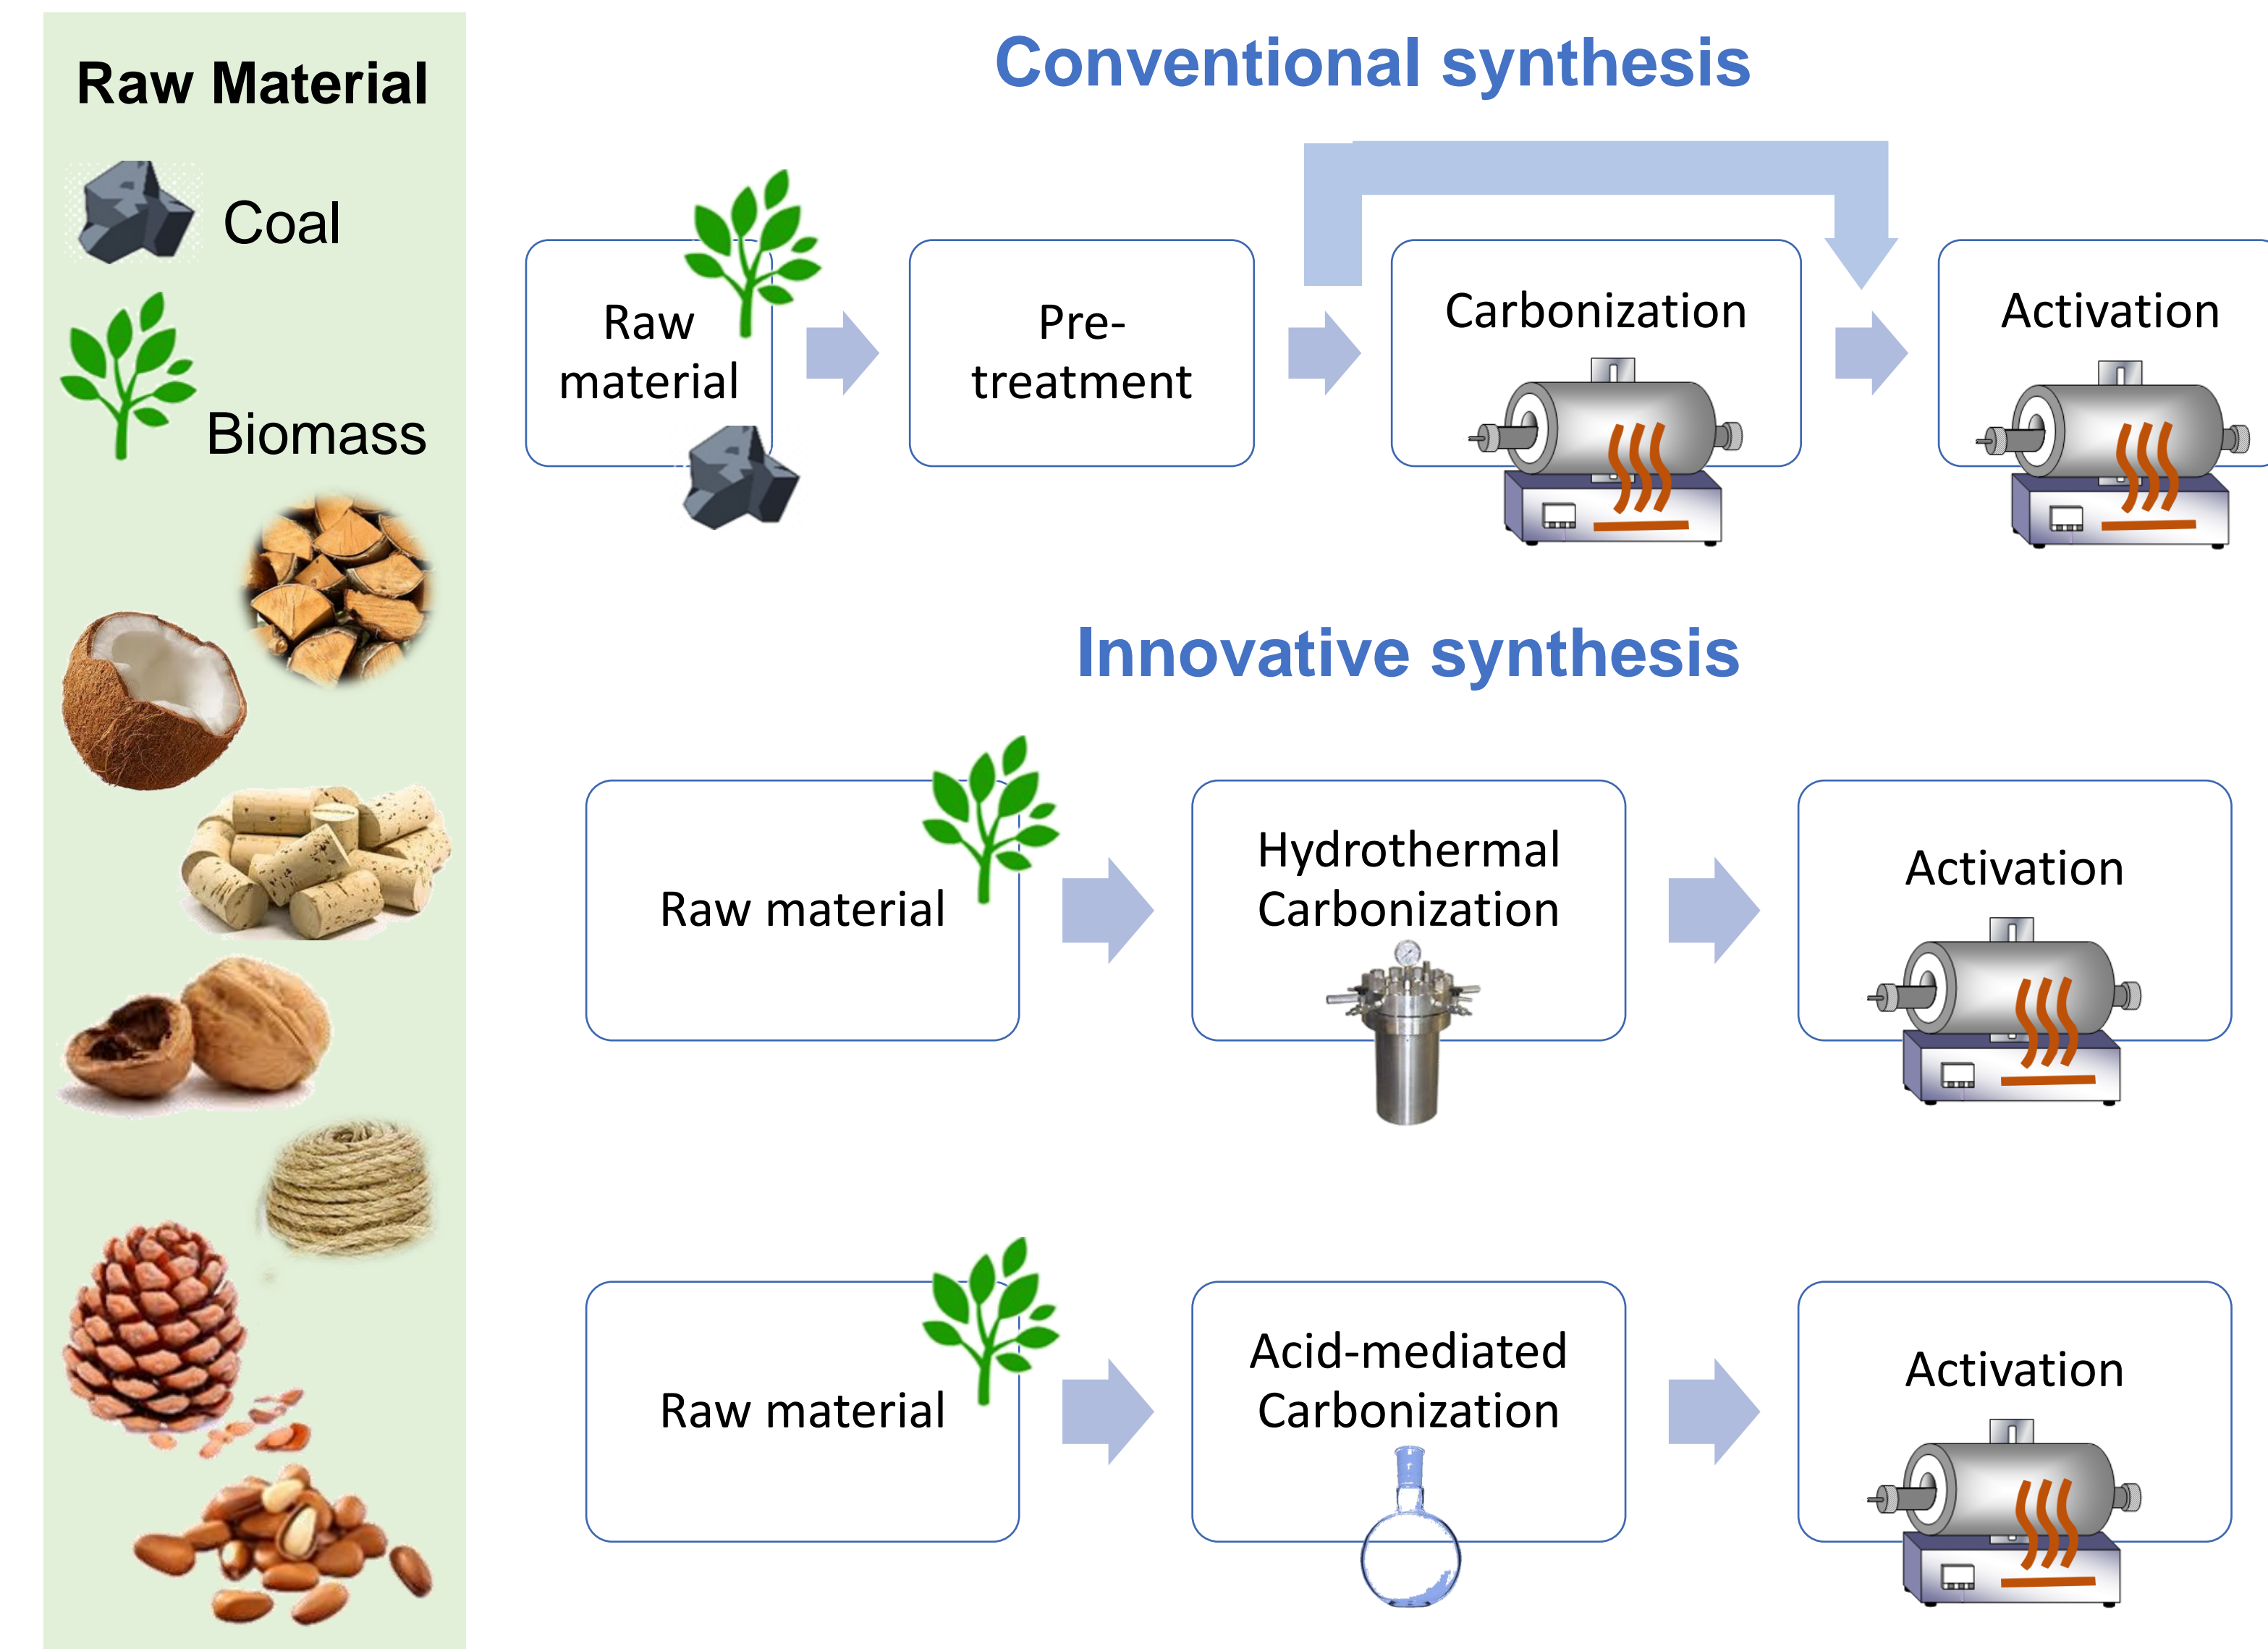 Raw Material
Coal
Biomass
Conventional synthesis
Raw
material
Pre-
treatment
Carbonization
Activation
Innovative synthesis
Raw material
Hydrothermal
Carbonization
Activation
Raw material
Acid-mediated
Carbonization
Activation